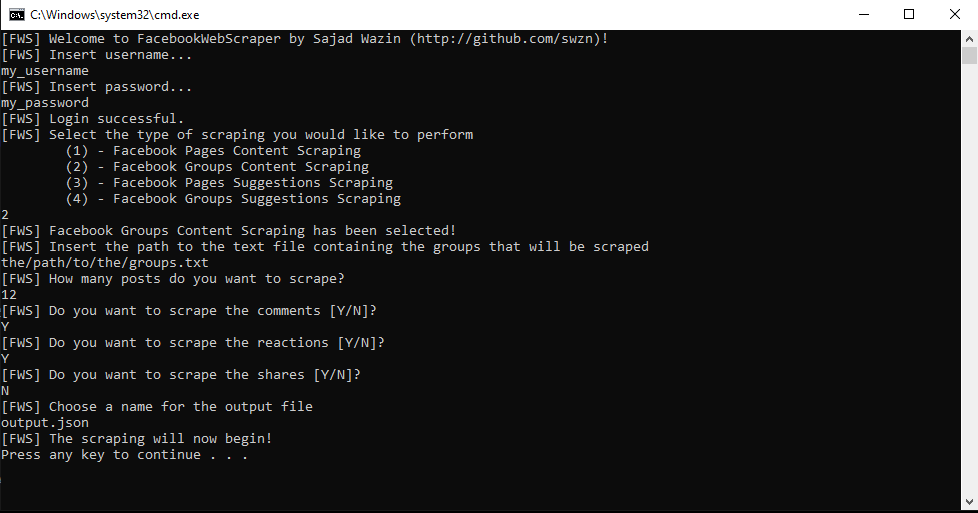 C:\Windows\system32\cmd.exe
[FWS] Welcome to FacebookWebScraper by Sajad Wazin (http://github.com/swzn)!
[FWS] Insert username...
my_username
[FWS] Insert password...
my_password
[FWS] Login successful.
[FWS] Select the type of scraping you would like to perform
(1) - Facebook Pages Content Scraping
(2) - Facebook Groups Content Scraping
(3) - Facebook Pages Suggestions Scraping
(4) - Facebook Groups Suggestions Scraping
2
[FWS] Facebook Groups Content Scraping has been selected!
[FWS] Insert the path to the text file containing the groups that will be scraped
the/path/to/the/groups.txt
[FWS] How many posts do you want to scrape?
12
[FWS] Do you want to scrape the comments [Y/N]?
Y
[FWS] Do you want to scrape the reactions [Y/N]?
Y
[FWS] Do you want to scrape the shares [Y/N]?
N
[FWS] Choose a name for the output file
output.json
[FWS] The scraping will now begin!
Press any key to continue . . .